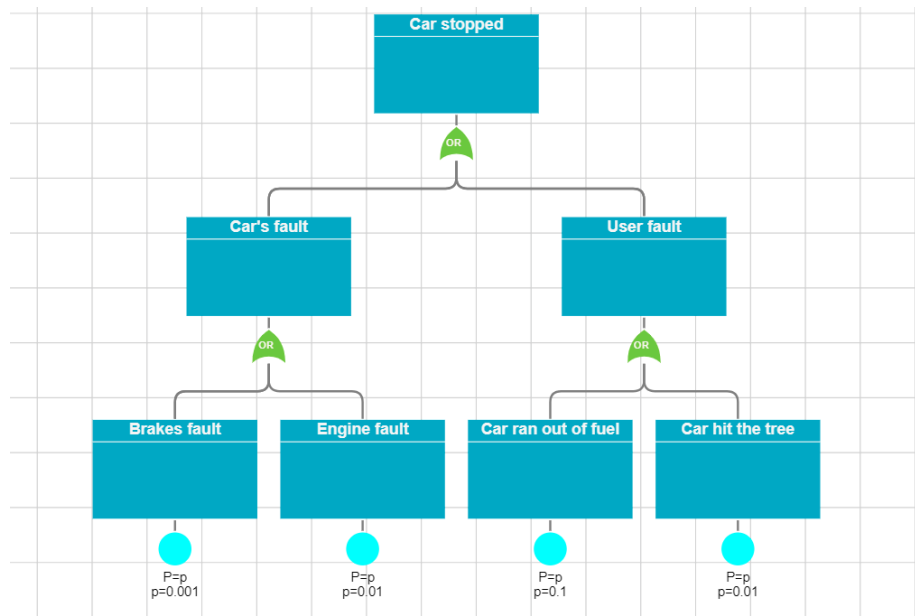 Car stopped
OR
Car's fault
User fault
OR
OR
Brakes fault
Engine fault
Car ran out of fuel
Car hit the tree
P=p
p=0.001
P=p
p=0.01
P=p
p=0.1
P=p
p=0.01